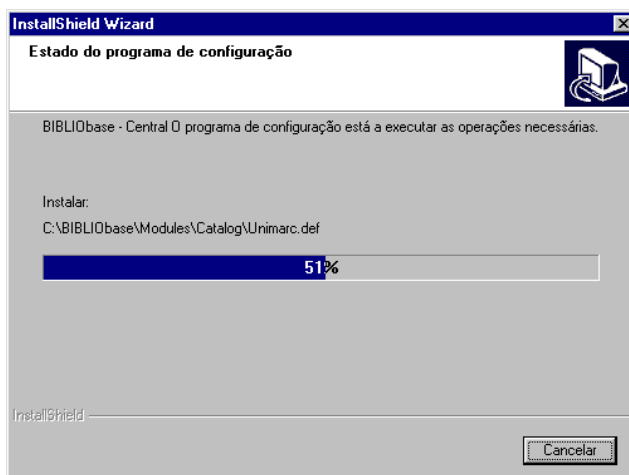 InstallShield Wizard
Estado do programa de configuração
BIBLIObase - Central O programa de configuração está a executar as operações necessárias.
Instalar:
C:\BIBLIObase\Modules\Catalog\Unimarc.def
51%
InstallShield
Cancelar